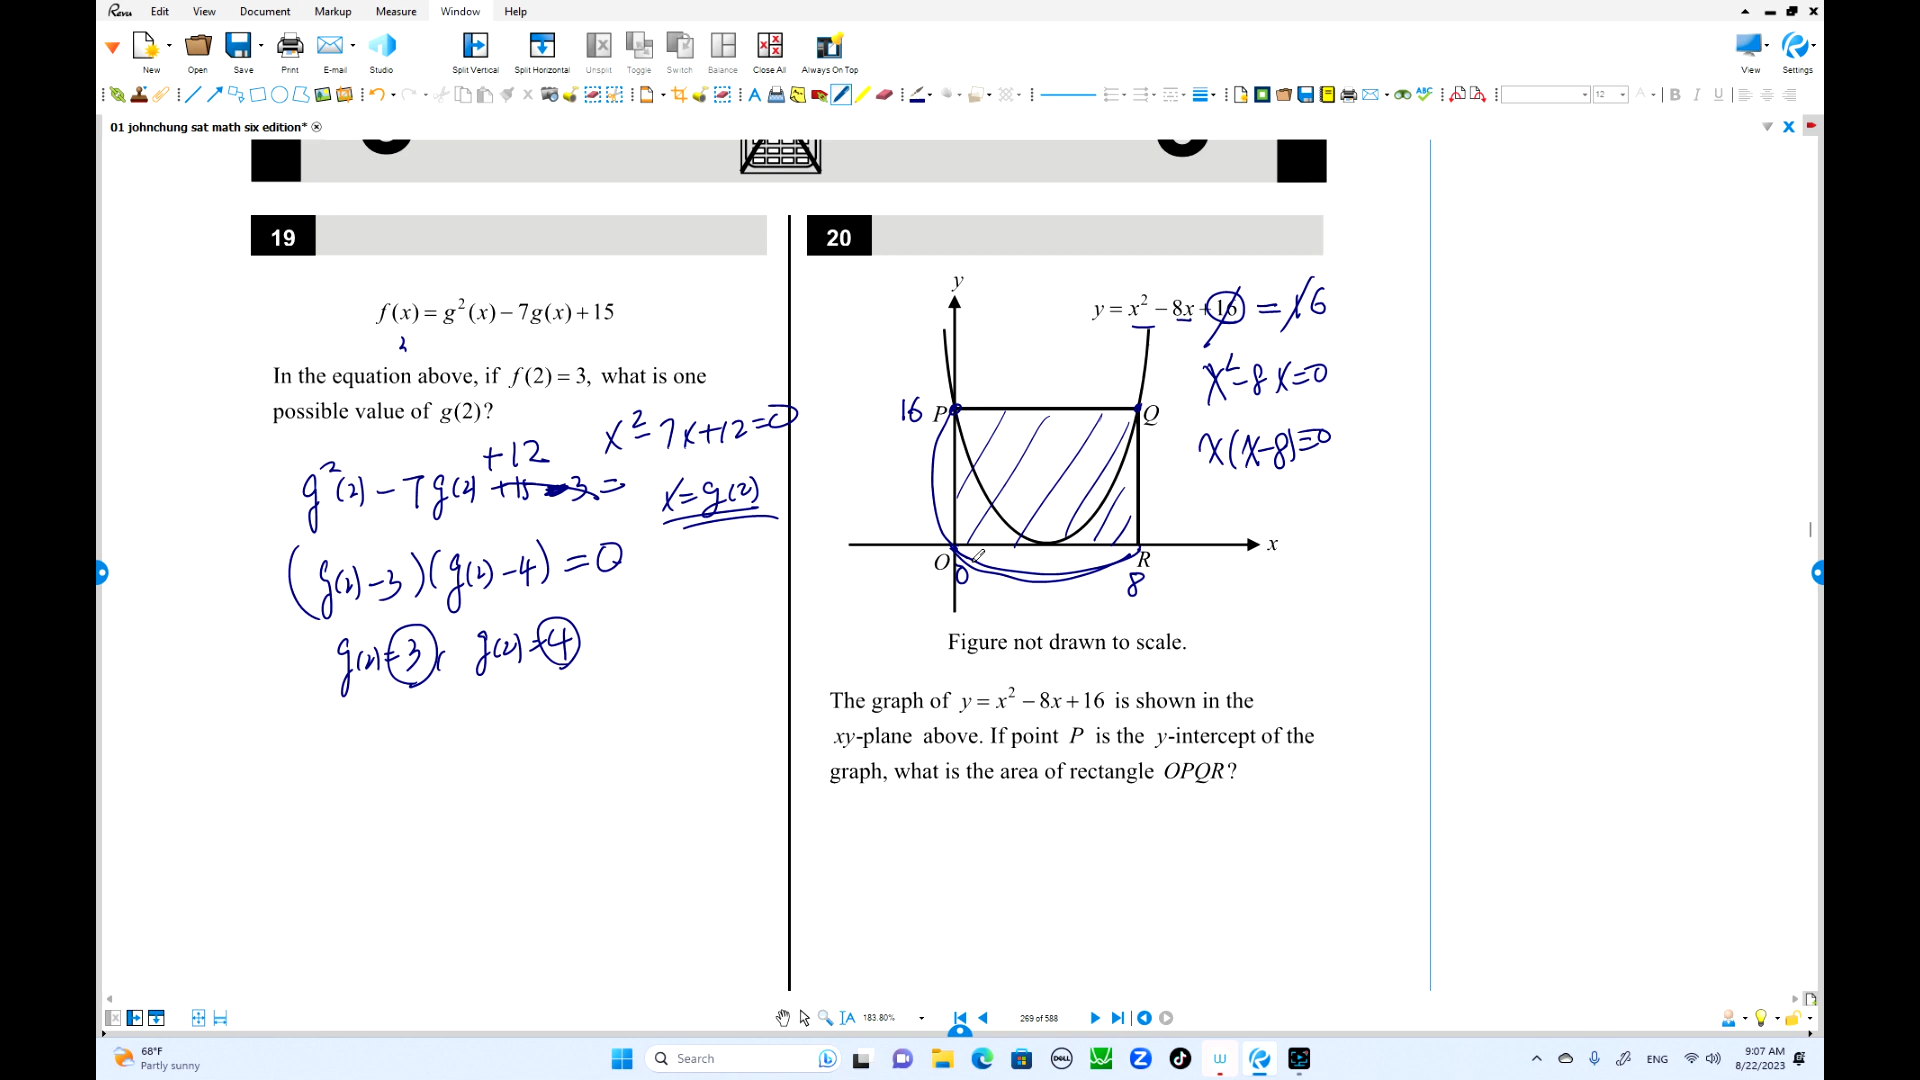 Revu File Edit View Document Markup Measure Window Help
New Open Save Print E-mail Studio Split Vertical Split Horizontal Unsplit Toggle Switch Balance Close All Always On Top View Settings
12 A B I U
01 johnchung sat math six edition*
19
f(x) = g²(x) − 7g(x) + 15
2
In the equation above, if f(2) = 3, what is one
possible value of g(2)?
+12
x² − 7x + 12 = 0
g²(2) − 7g(2) +15 − 3 =
x = g(2)
(g(2) − 3)(g(2) − 4) = 0
g(2) = 3, g(2) = 4
20
y
y = x² − 8x + 16 = 16
x² − 8x = 0
16 P Q
x(x − 8) = 0
O R x
0 8
Figure not drawn to scale.
The graph of y = x² − 8x + 16 is shown in the
xy-plane above. If point P is the y-intercept of the
graph, what is the area of rectangle OPQR?
183.80% 269 of 588
68°F
Partly sunny
Search
DELL
ENG
9:07 AM
8/22/2023